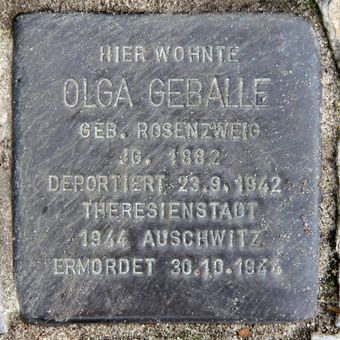 HIER WOHNTE
OLGA GEBALLE
GEB. ROSENZWEIG
JG. 1882
DEPORTIERT 23.9.1942
THERESIENSTADT
1944 AUSCHWITZ
ERMORDET 30.10.1944